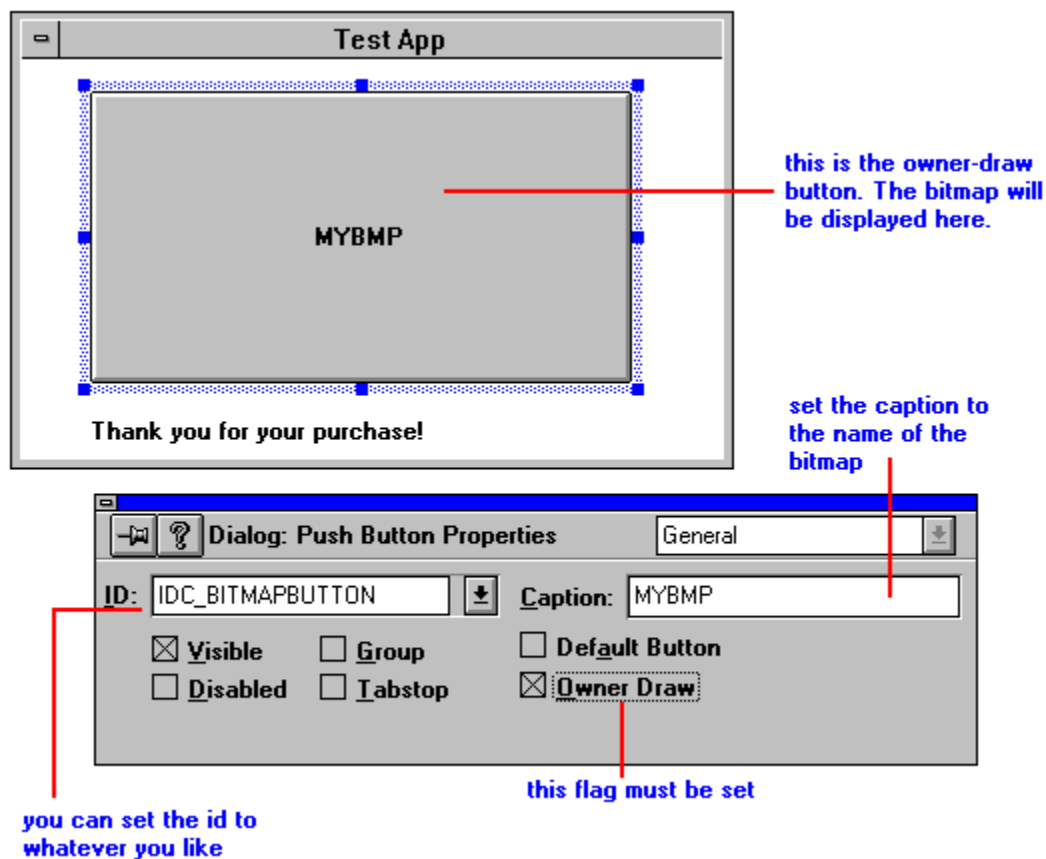 Test App
this is the owner-draw
button. The bitmap will
be displayed here.
MYBMP
Thank you for your purchase!
set the caption to
the name of the
bitmap
? Dialog: Push Button Properties General
ID: IDC_BITMAPBUTTON Caption: MYBMP
Visible Group Default Button
Disabled Tabstop Owner Draw
this flag must be set
you can set the id to
whatever you like